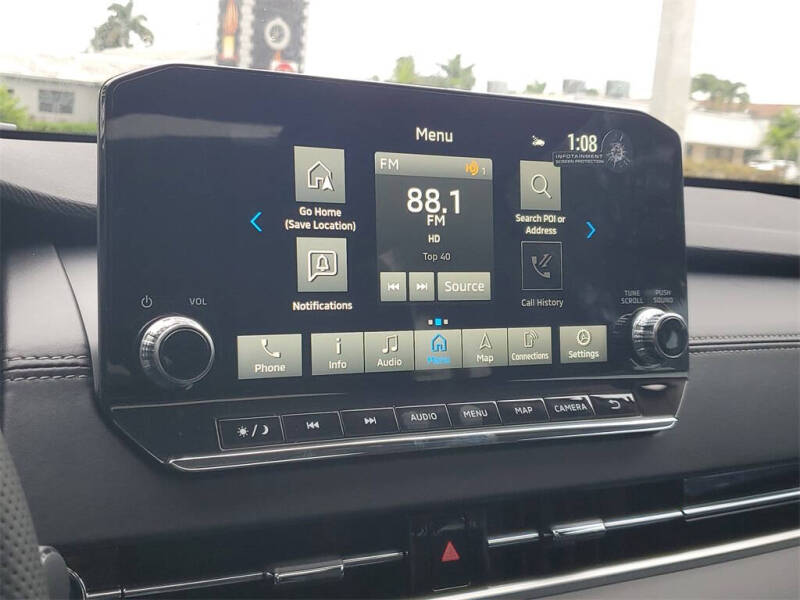 Menu
1:08
INFOTAINMENT
SCREEN PROTECTION
FM
1
Go Home
(Save Location)
88.1
FM
HD
Top 40
Search POI or
Address
Notifications
Source
Call History
VOL
TUNE
SCROLL
PUSH
SOUND
Phone
Info
Audio
Menu
Map
Connections
Settings
AUDIO
MENU
MAP
CAMERA